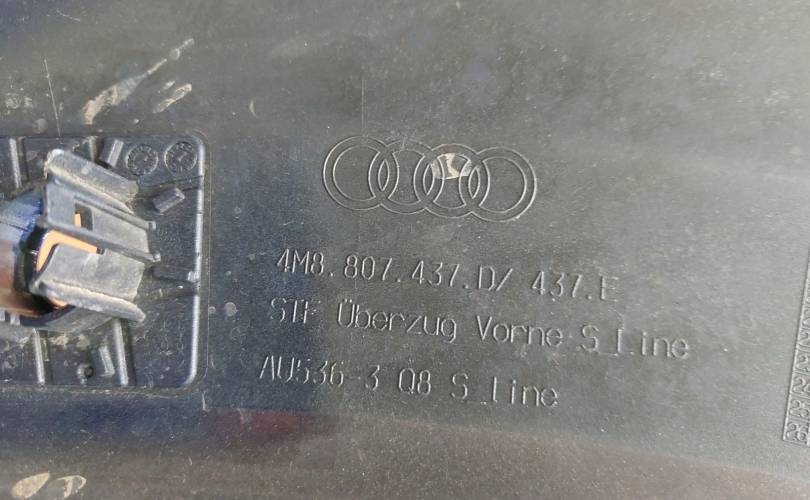 4M8.807.437.D/ 437.E
STF Überzug Vorne S_Line
AU536-3 Q8 S_line